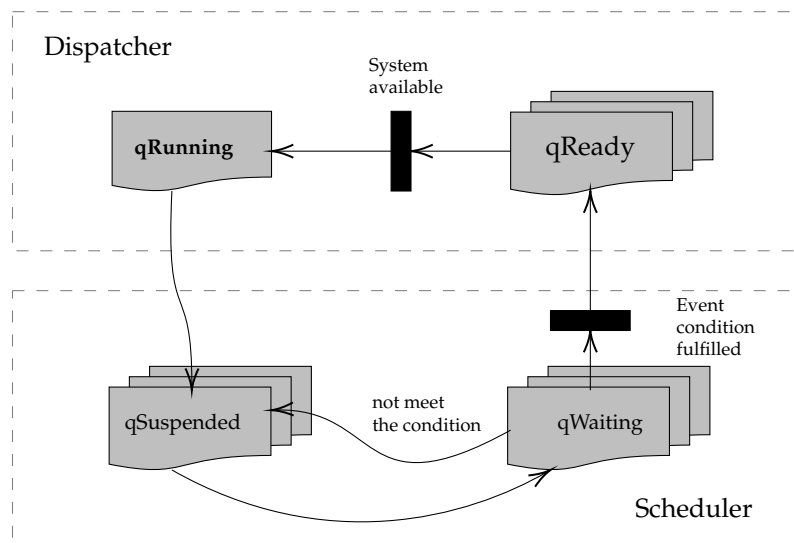 Dispatcher
System
available
qRunning
qReady
Event
condition
fulfilled
not meet
the condition
qSuspended
qWaiting
Scheduler